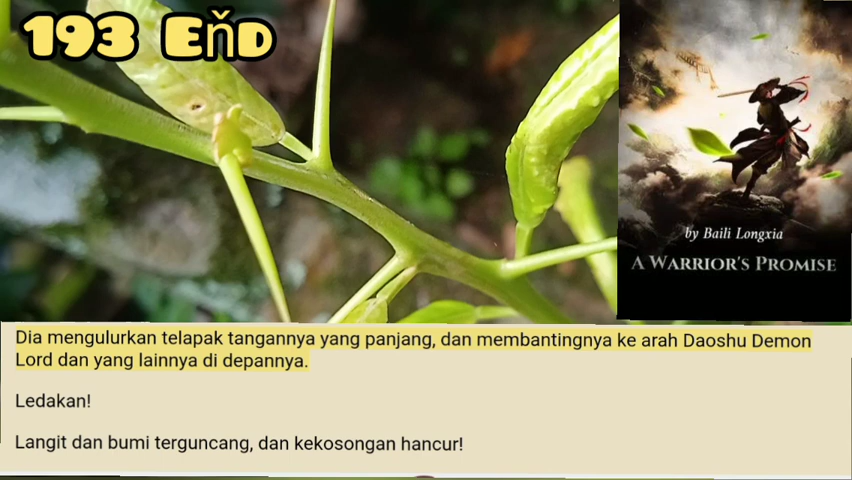 193 Eňd
by Baili Longxia
A Warrior's Promise
Dia mengulurkan telapak tangannya yang panjang, dan membantingnya ke arah Daoshu Demon
Lord dan yang lainnya di depannya.
Ledakan!
Langit dan bumi terguncang, dan kekosongan hancur!